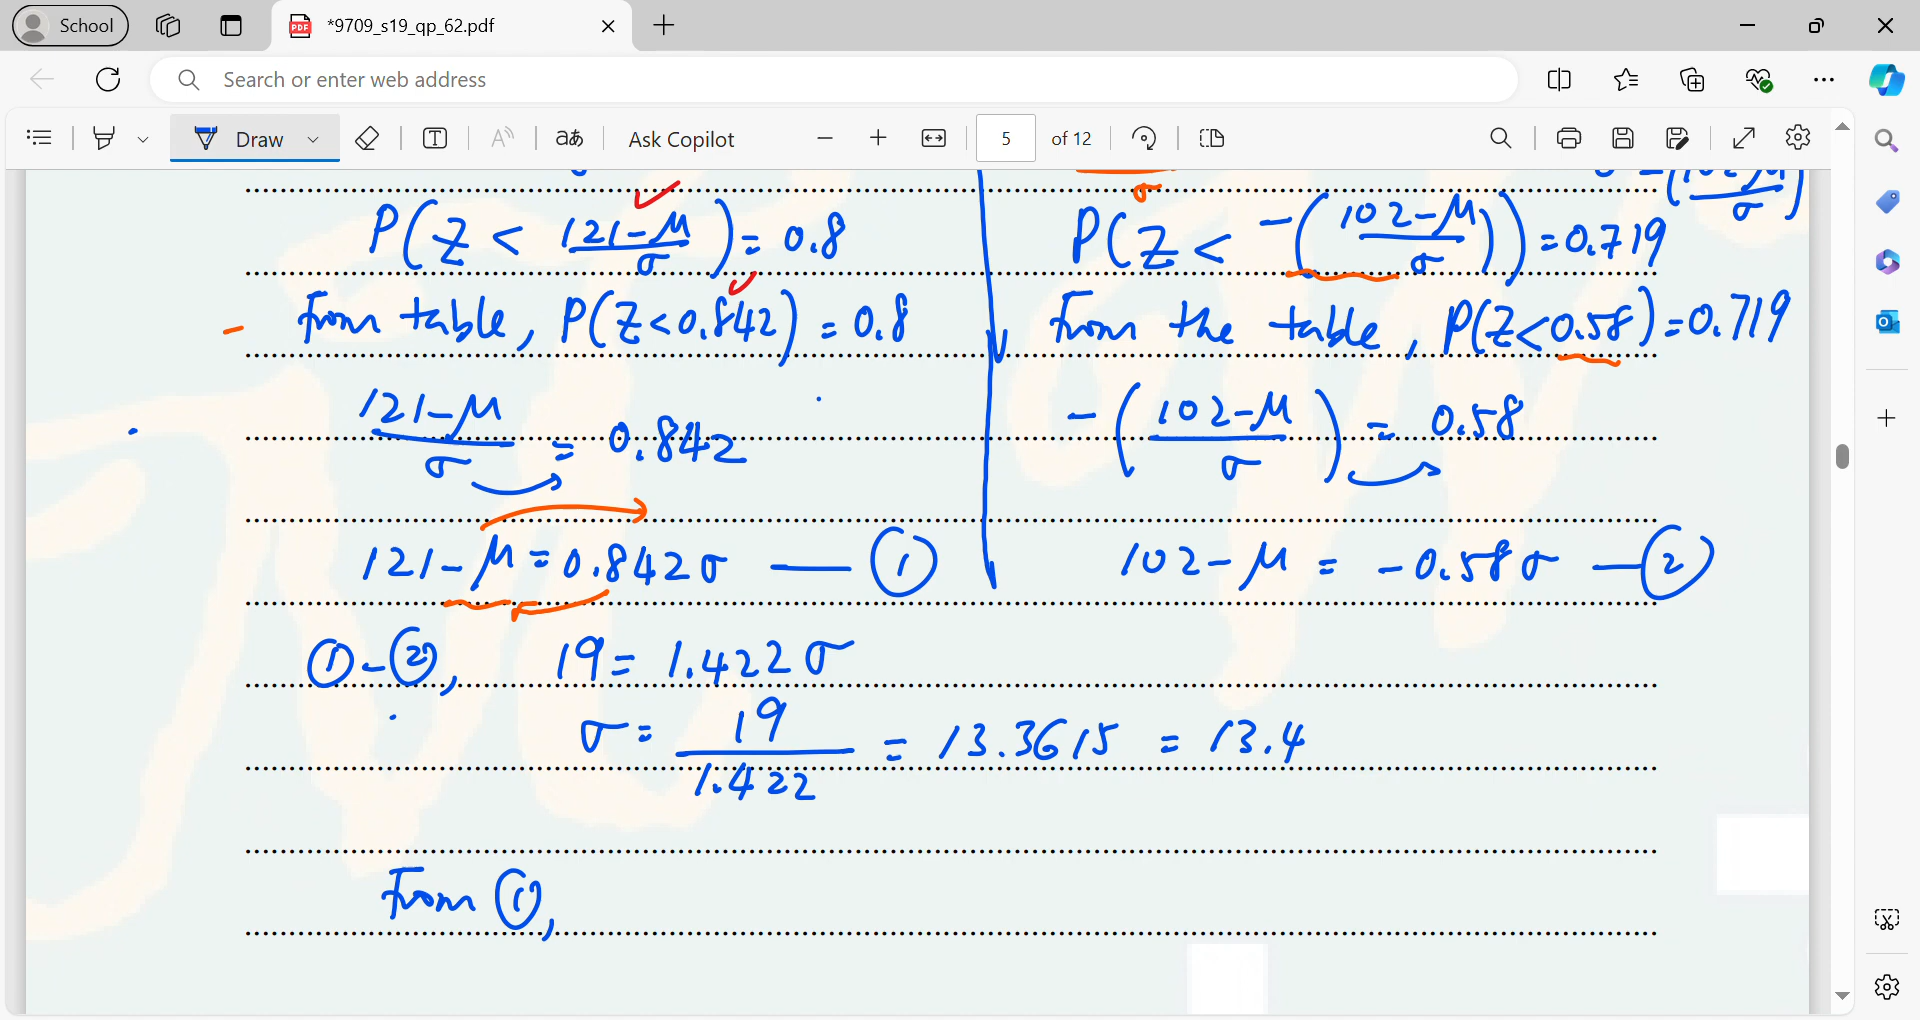 School
*9709_s19_qp_62.pdf
Search or enter web address
Draw
Ask Copilot
5 of 12
P(Z < (121-μ)/σ) = 0.8
From table, P(Z<0.842) = 0.8
(121-μ)/σ = 0.842
121-μ = 0.842σ — ①
P(Z < -((102-μ)/σ)) = 0.719
From the table, P(Z<0.58) = 0.719
-((102-μ)/σ) = 0.58
102-μ = -0.58σ — ②
①-②, 19 = 1.422σ
σ = 19/1.422 = 13.3615 = 13.4
From ①,